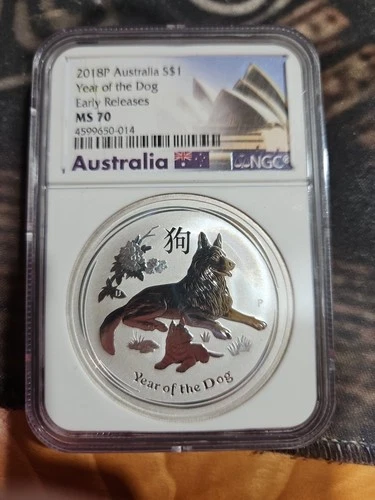 2018P Australia S$1
Year of the Dog
Early Releases
MS 70
4599650-014
Australia NGC
狗
P
Year of the Dog